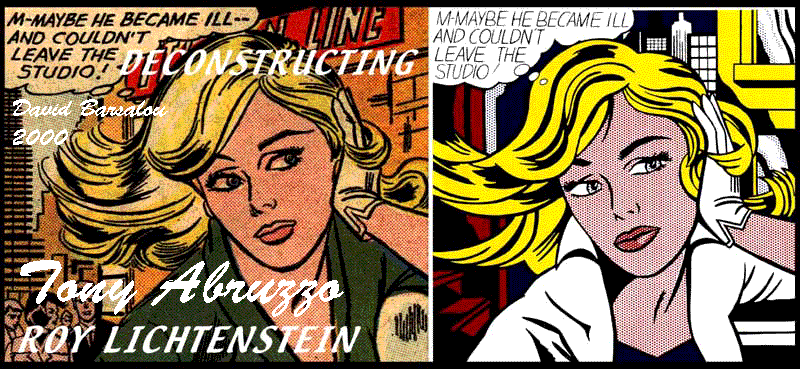 M-MAYBE HE BECAME ILL--
AND COULDN'T
LEAVE THE
STUDIO!
LINE
DECONSTRUCTING
David Barsalou
2000
Tony Abruzzo
ROY LICHTENSTEIN
M-MAYBE HE BECAME ILL
AND COULDN'T
LEAVE THE
STUDIO!